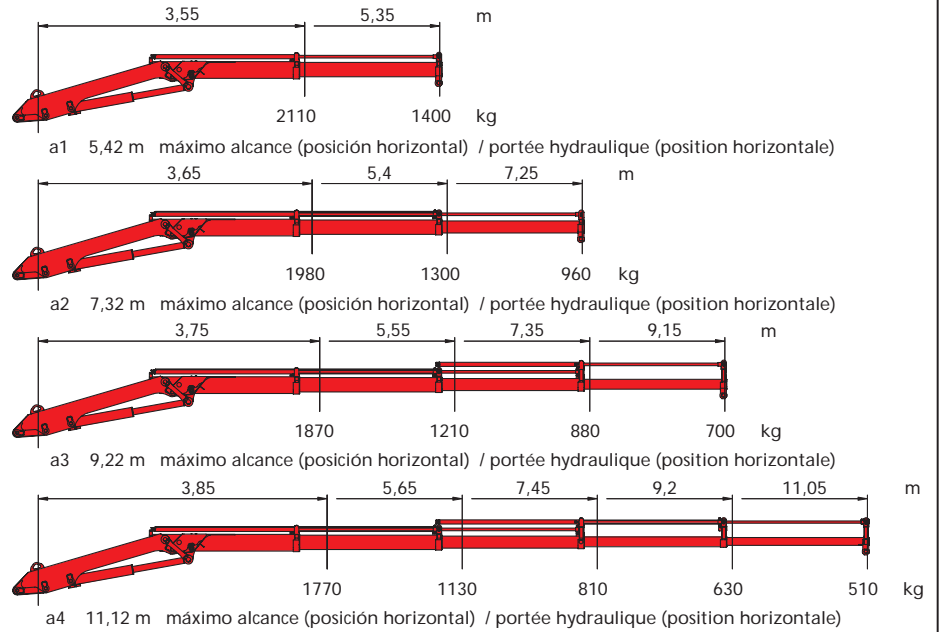 3,55 5,35 m
2110 1400 kg
a1 5,42 m máximo alcance (posición horizontal) / portée hydraulique (position horizontale)
3,65 5,4 7,25 m
1980 1300 960 kg
a2 7,32 m máximo alcance (posición horizontal) / portée hydraulique (position horizontale)
3,75 5,55 7,35 9,15 m
1870 1210 880 700 kg
a3 9,22 m máximo alcance (posición horizontal) / portée hydraulique (position horizontale)
3,85 5,65 7,45 9,2 11,05 m
1770 1130 810 630 510 kg
a4 11,12 m máximo alcance (posición horizontal) / portée hydraulique (position horizontale)